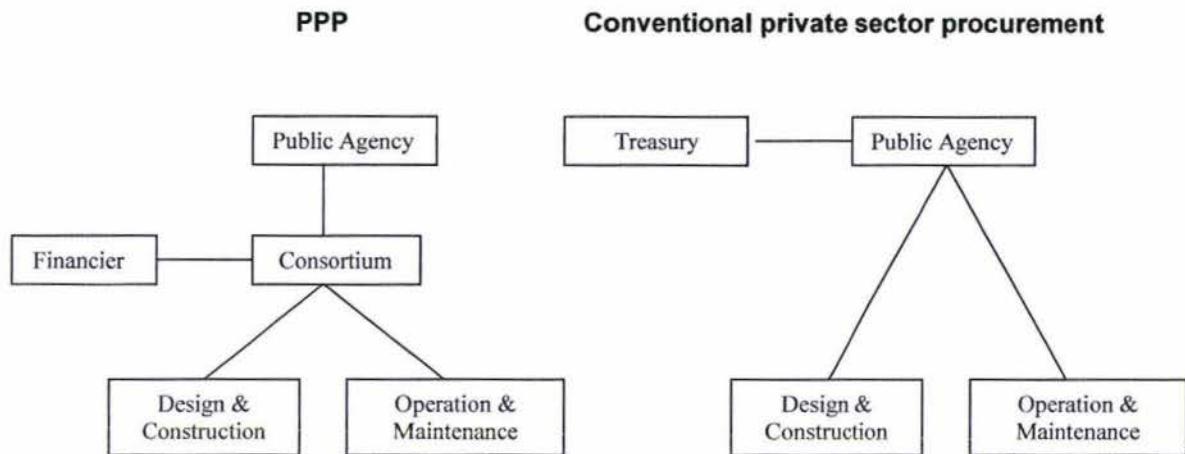 PPP
Conventional private sector procurement
Public Agency
Treasury
Public Agency
Financier
Consortium
Design &
Construction
Operation &
Maintenance
Design &
Construction
Operation &
Maintenance